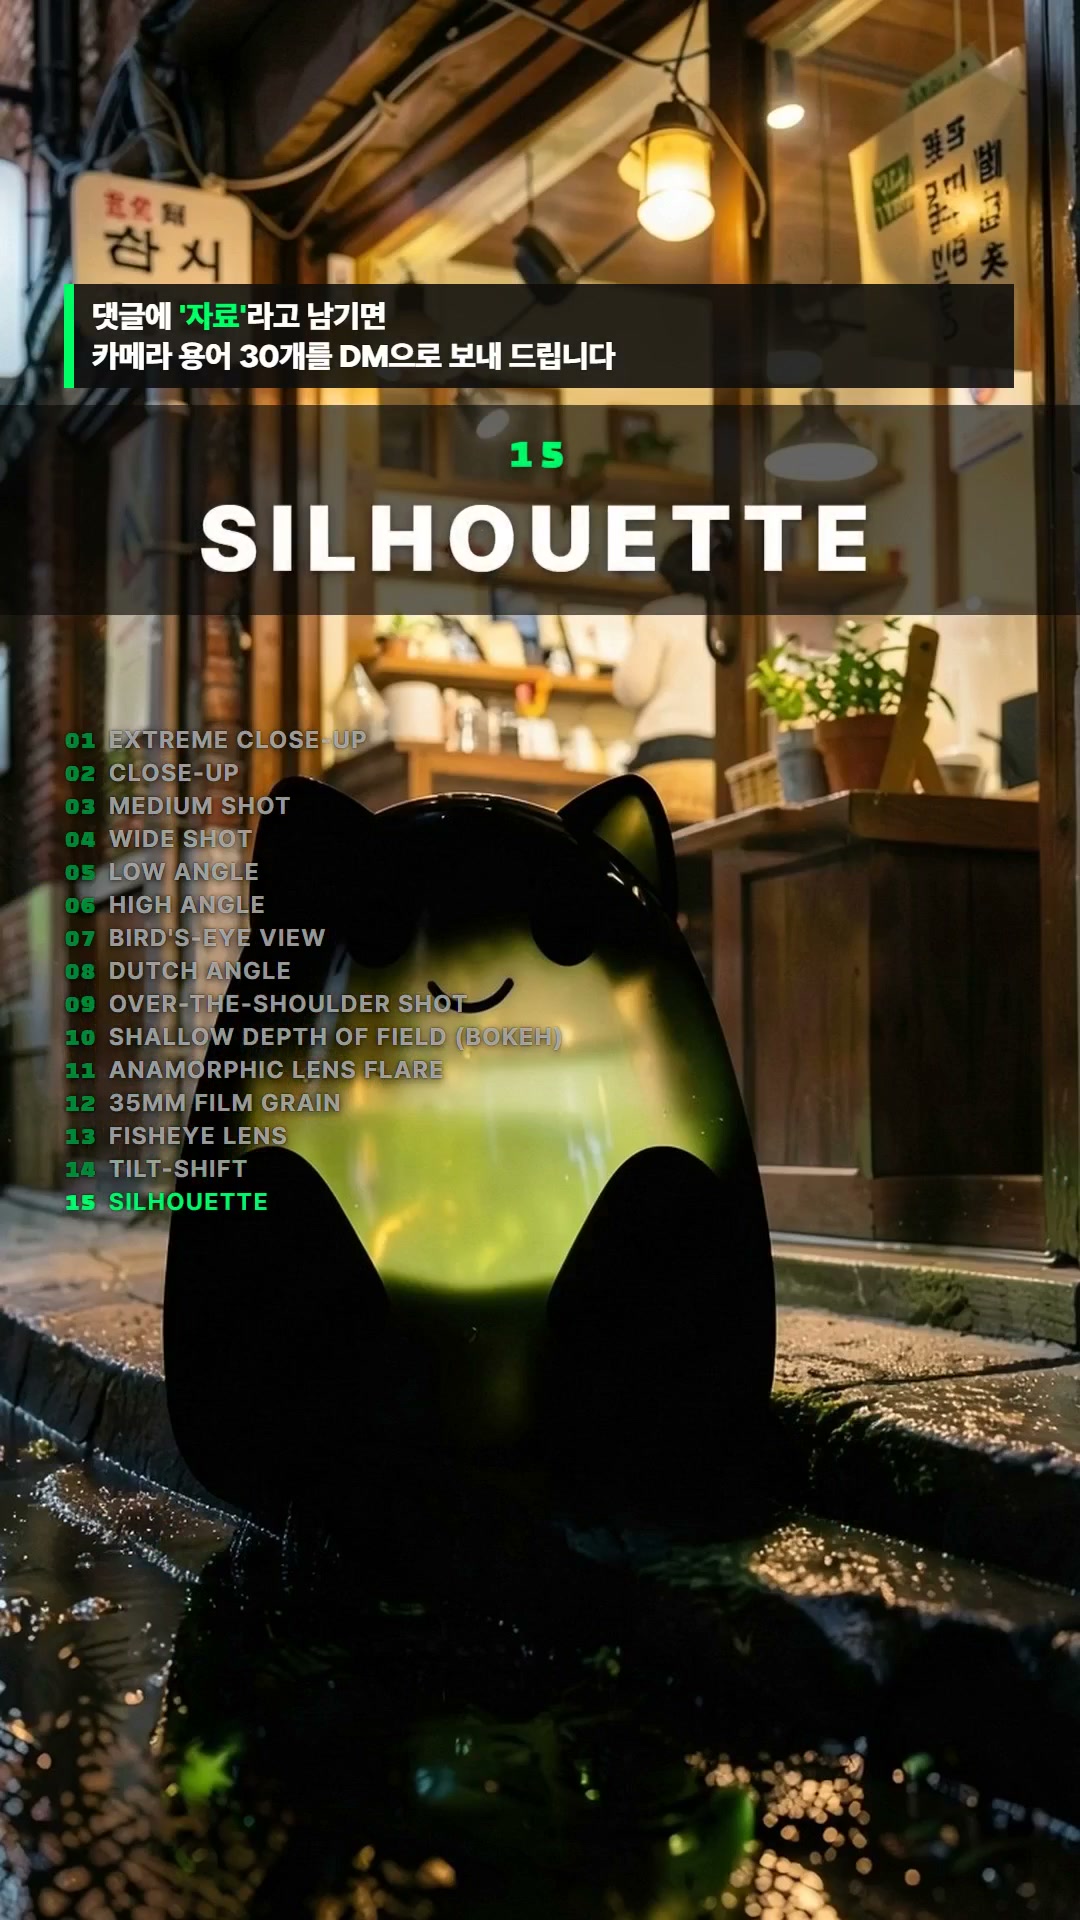 참시
댓글에 '자료'라고 남기면
카메라 용어 30개를 DM으로 보내 드립니다
15
SILHOUETTE
01 EXTREME CLOSE-UP
02 CLOSE-UP
03 MEDIUM SHOT
04 WIDE SHOT
05 LOW ANGLE
06 HIGH ANGLE
07 BIRD'S-EYE VIEW
08 DUTCH ANGLE
09 OVER-THE-SHOULDER SHOT
10 SHALLOW DEPTH OF FIELD (BOKEH)
11 ANAMORPHIC LENS FLARE
12 35MM FILM GRAIN
13 FISHEYE LENS
14 TILT-SHIFT
15 SILHOUETTE